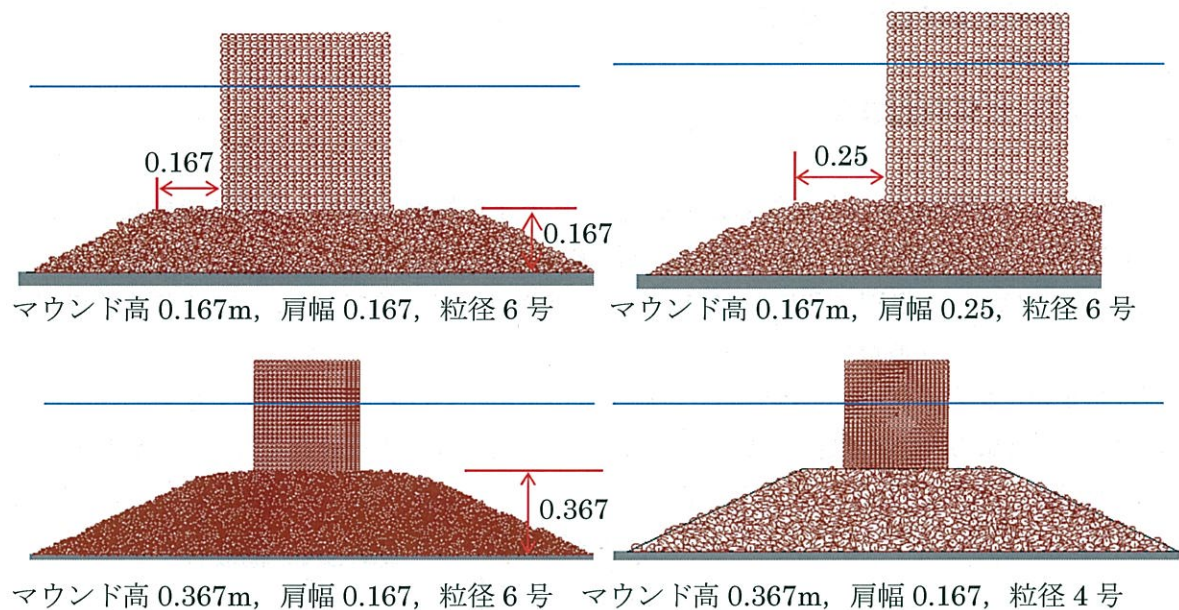 0.167
0.167
マウンド高 0.167m, 肩幅 0.167, 粒径 6 号
0.25
マウンド高 0.167m, 肩幅 0.25, 粒径 6 号
0.367
マウンド高 0.367m, 肩幅 0.167, 粒径 6 号
マウンド高 0.367m, 肩幅 0.167, 粒径 4 号